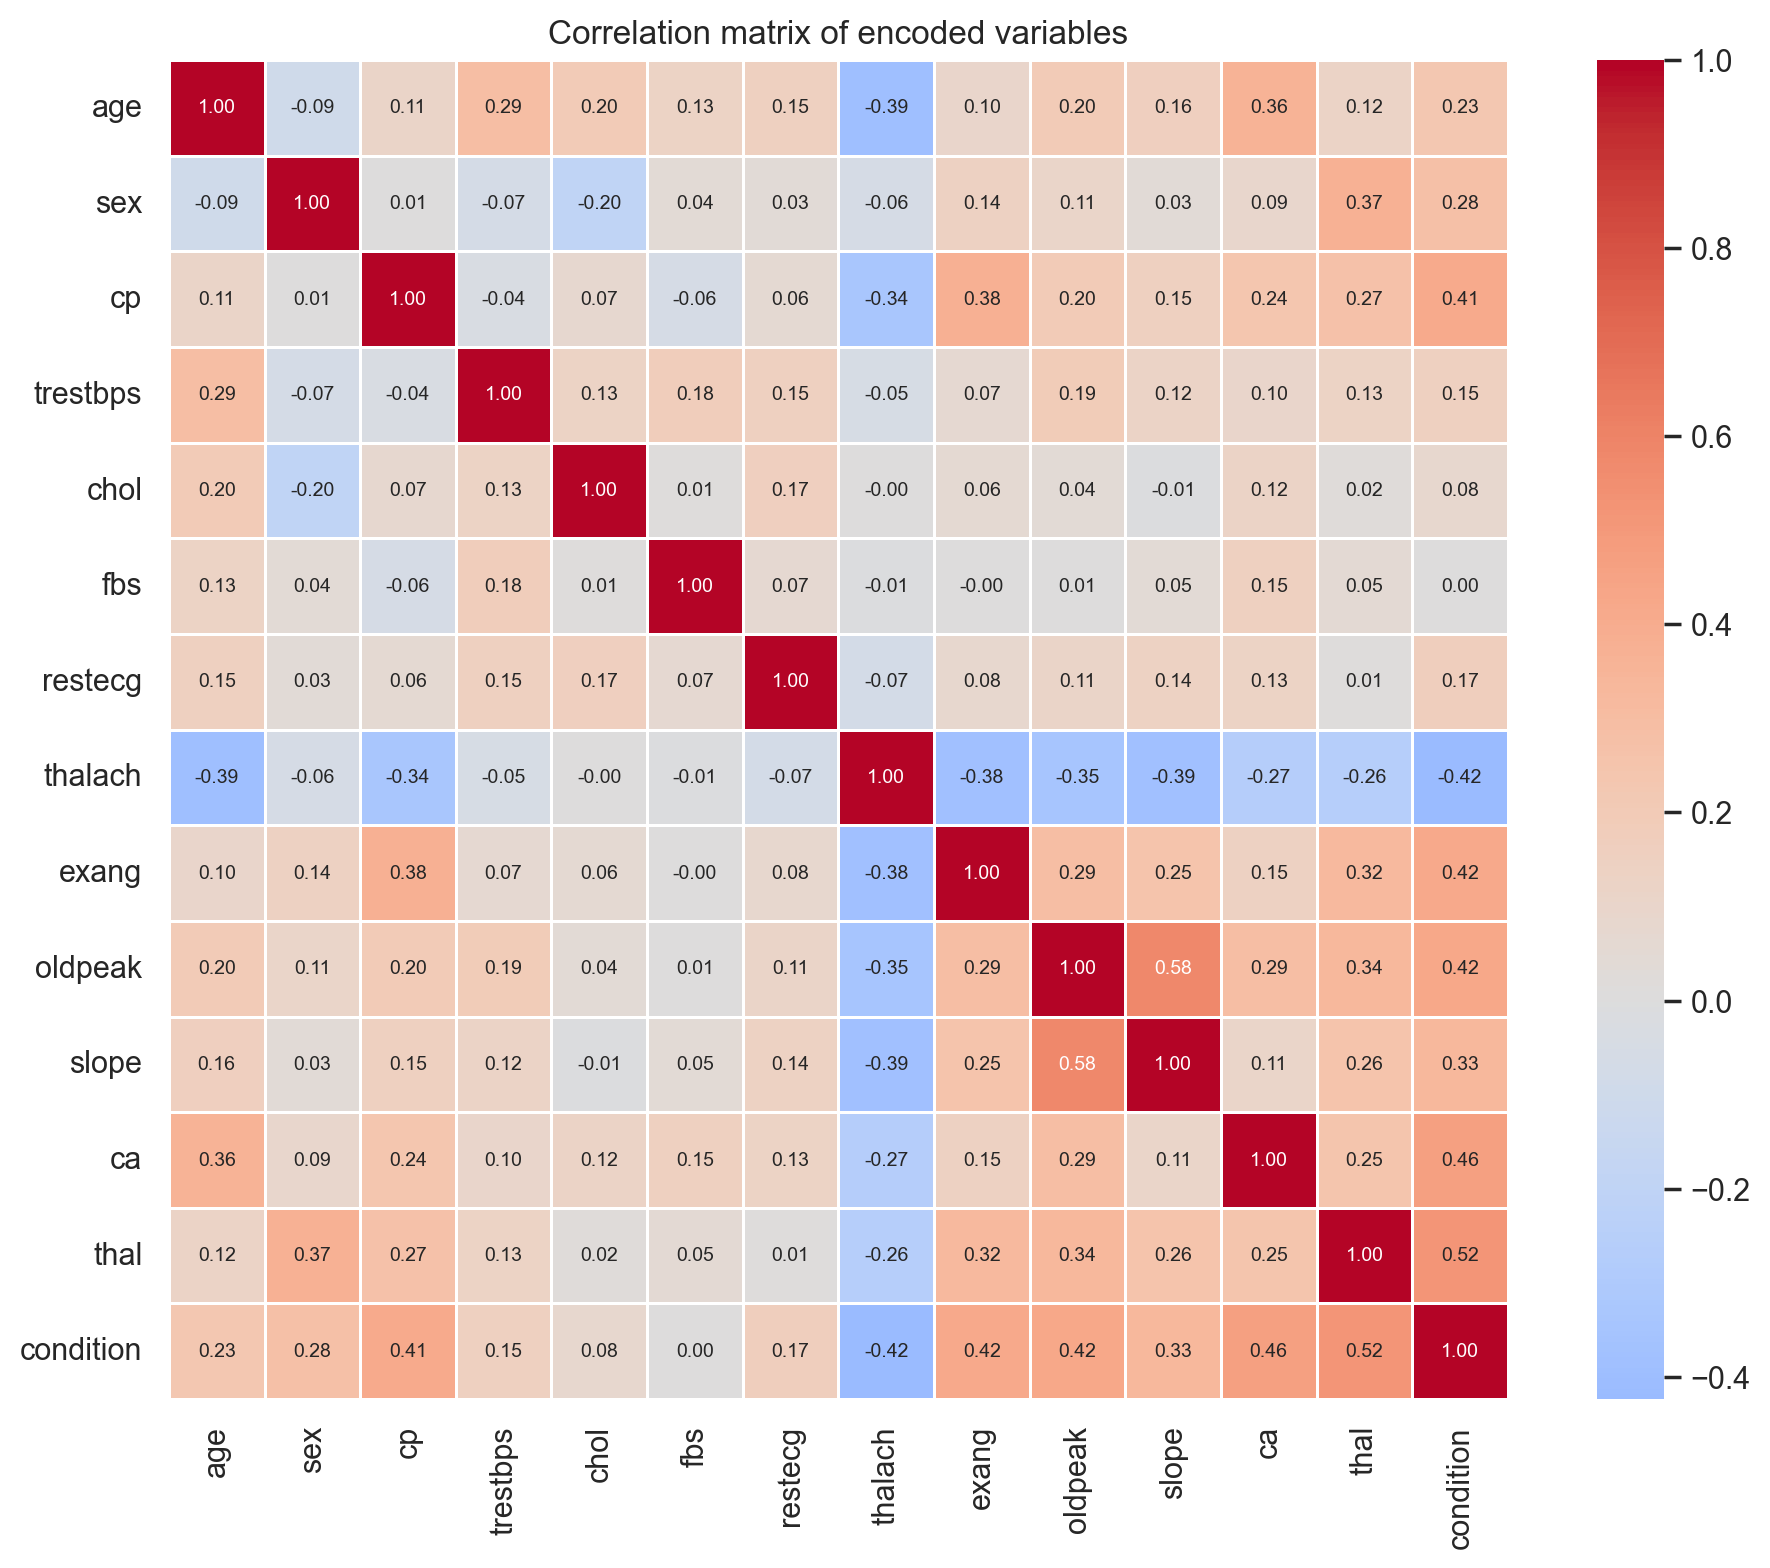 Correlation matrix of encoded variables
age 1.00 -0.09 0.11 0.29 0.20 0.13 0.15 -0.39 0.10 0.20 0.16 0.36 0.12 0.23
sex -0.09 1.00 0.01 -0.07 -0.20 0.04 0.03 -0.06 0.14 0.11 0.03 0.09 0.37 0.28
cp 0.11 0.01 1.00 -0.04 0.07 -0.06 0.06 -0.34 0.38 0.20 0.15 0.24 0.27 0.41
trestbps 0.29 -0.07 -0.04 1.00 0.13 0.18 0.15 -0.05 0.07 0.19 0.12 0.10 0.13 0.15
chol 0.20 -0.20 0.07 0.13 1.00 0.01 0.17 -0.00 0.06 0.04 -0.01 0.12 0.02 0.08
fbs 0.13 0.04 -0.06 0.18 0.01 1.00 0.07 -0.01 -0.00 0.01 0.05 0.15 0.05 0.00
restecg 0.15 0.03 0.06 0.15 0.17 0.07 1.00 -0.07 0.08 0.11 0.14 0.13 0.01 0.17
thalach -0.39 -0.06 -0.34 -0.05 -0.00 -0.01 -0.07 1.00 -0.38 -0.35 -0.39 -0.27 -0.26 -0.42
exang 0.10 0.14 0.38 0.07 0.06 -0.00 0.08 -0.38 1.00 0.29 0.25 0.15 0.32 0.42
oldpeak 0.20 0.11 0.20 0.19 0.04 0.01 0.11 -0.35 0.29 1.00 0.58 0.29 0.34 0.42
slope 0.16 0.03 0.15 0.12 -0.01 0.05 0.14 -0.39 0.25 0.58 1.00 0.11 0.26 0.33
ca 0.36 0.09 0.24 0.10 0.12 0.15 0.13 -0.27 0.15 0.29 0.11 1.00 0.25 0.46
thal 0.12 0.37 0.27 0.13 0.02 0.05 0.01 -0.26 0.32 0.34 0.26 0.25 1.00 0.52
condition 0.23 0.28 0.41 0.15 0.08 0.00 0.17 -0.42 0.42 0.42 0.33 0.46 0.52 1.00
age sex cp trestbps chol fbs restecg thalach exang oldpeak slope ca thal condition
1.0
0.8
0.6
0.4
0.2
0.0
−0.2
−0.4